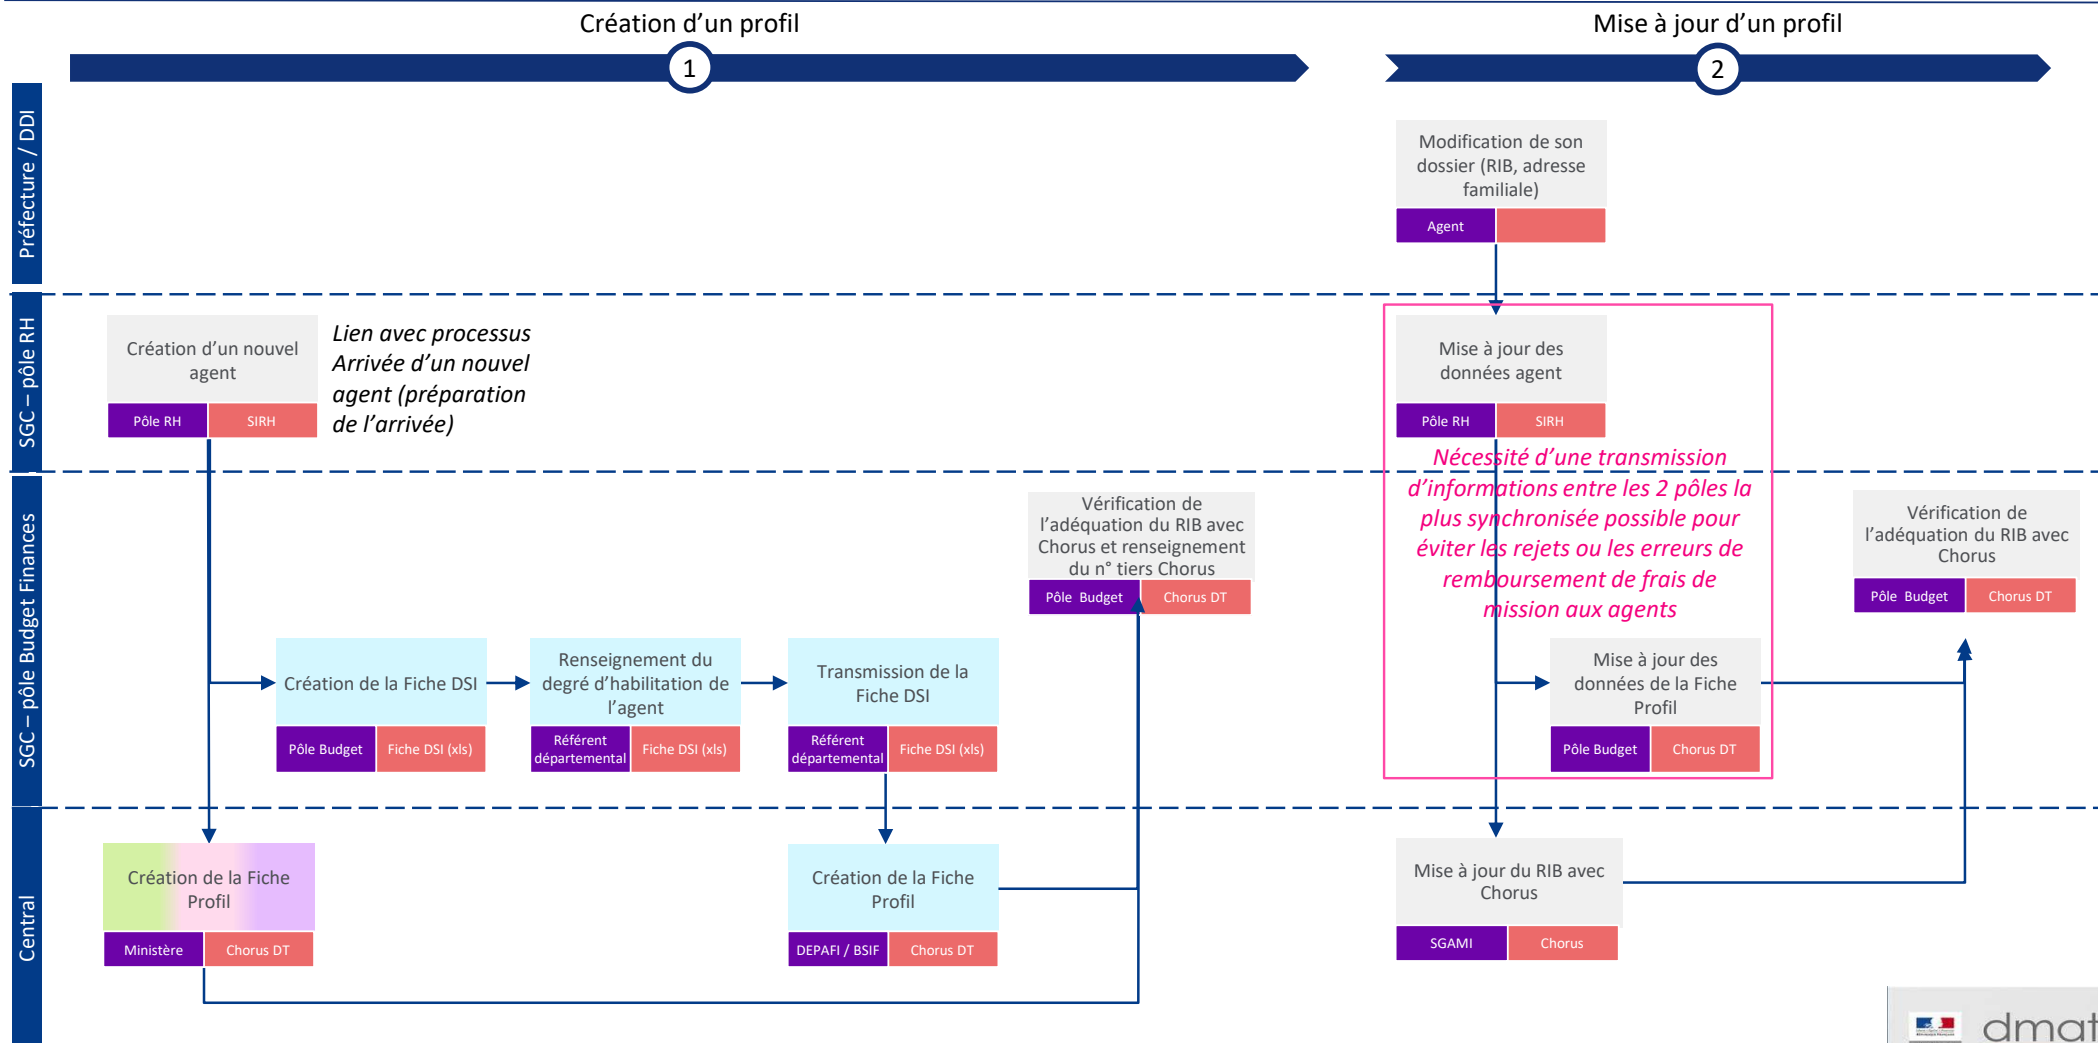 Création d’un profil
Mise à jour d’un profil
1
2
Préfecture / DDI
Modification de son
dossier (RIB, adresse
familiale)
Agent
SGC – pôle RH
Création d’un nouvel
agent
Pôle RH
SIRH
Lien avec processus
Arrivée d’un nouvel
agent (préparation
de l’arrivée)
Mise à jour des
données agent
Pôle RH
SIRH
Nécessité d’une transmission
d’informations entre les 2 pôles la
plus synchronisée possible pour
éviter les rejets ou les erreurs de
remboursement de frais de
mission aux agents
SGC – pôle Budget Finances
Création de la Fiche DSI
Pôle Budget
Fiche DSI (xls)
Renseignement du
degré d’habilitation de
l’agent
Référent
départemental
Fiche DSI (xls)
Transmission de la
Fiche DSI
Référent
départemental
Fiche DSI (xls)
Vérification de
l’adéquation du RIB avec
Chorus et renseignement
du n° tiers Chorus
Pôle Budget
Chorus DT
Mise à jour des
données de la Fiche
Profil
Pôle Budget
Chorus DT
Vérification de
l’adéquation du RIB avec
Chorus
Pôle Budget
Chorus DT
Central
Création de la Fiche
Profil
Ministère
Chorus DT
Création de la Fiche
Profil
DEPAFI / BSIF
Chorus DT
Mise à jour du RIB avec
Chorus
SGAMI
Chorus
dmat